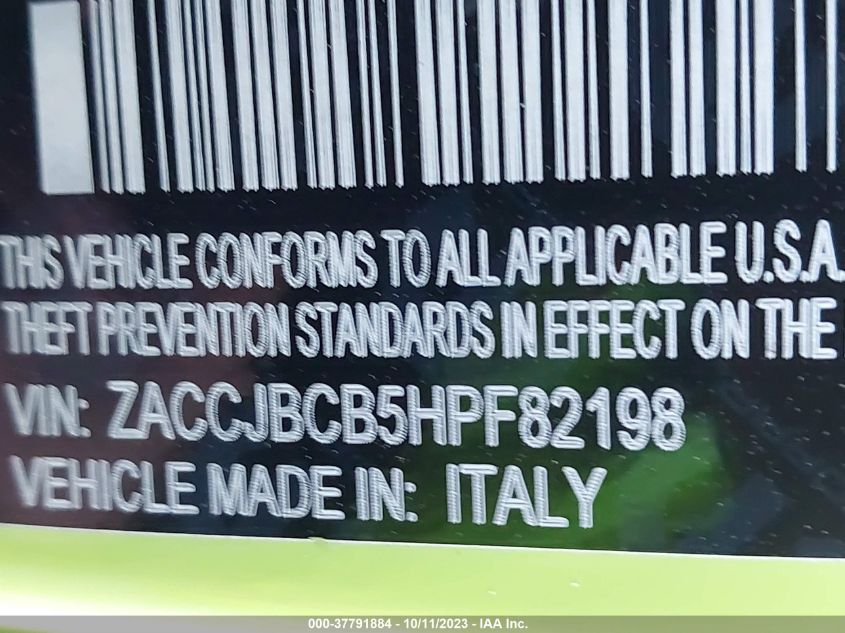 THIS VEHICLE CONFORMS TO ALL APPLICABLE U.S.A.
THEFT PREVENTION STANDARDS IN EFFECT ON THE
VIN: ZACCJBCB5HPF82198
VEHICLE MADE IN: ITALY
000-37791884 - 10/11/2023 - IAA Inc.